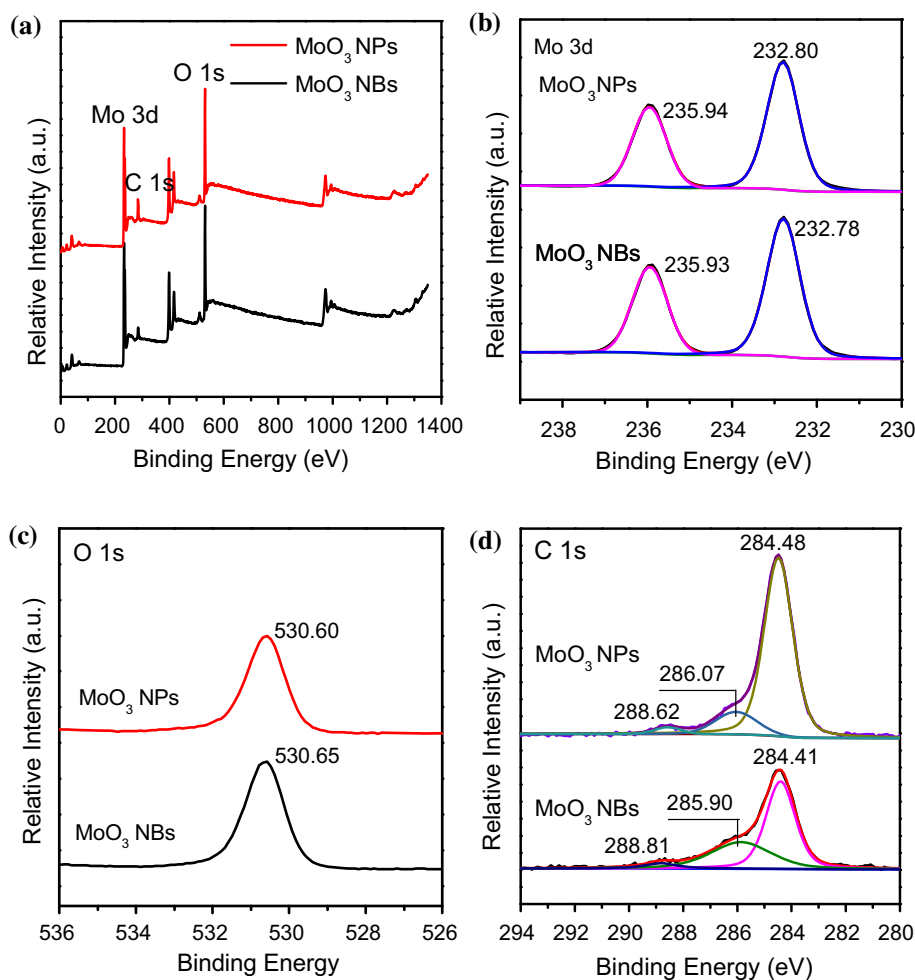 (a)
MoO3 NPs
MoO3 NBs
O 1s
Mo 3d
C 1s
Relative Intensity (a.u.)
0 200 400 600 800 1000 1200 1400
Binding Energy (eV)
(b)
Mo 3d
232.80
MoO3 NPs
235.94
232.78
MoO3 NBs
235.93
Relative Intensity (a.u.)
238 236 234 232 230
Binding Energy (eV)
(c)
O 1s
530.60
MoO3 NPs
530.65
MoO3 NBs
Relative Intensity (a.u.)
536 534 532 530 528 526
Binding Energy
(d)
C 1s
284.48
MoO3 NPs
286.07
288.62
284.41
MoO3 NBs
285.90
288.81
Relative Intensity (a.u.)
294 292 290 288 286 284 282 280
Binding Energy (eV)